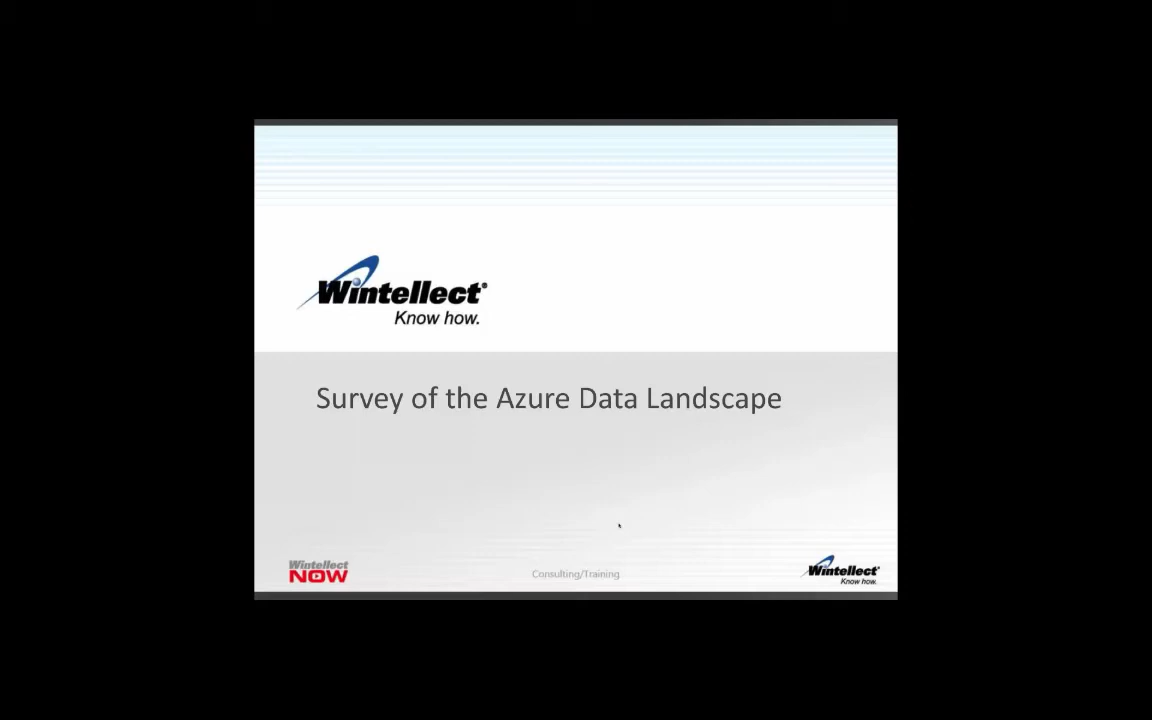 Wintellect®
Know how.
Survey of the Azure Data Landscape
Wintellect
NOW
Consulting/Training
Wintellect®
Know how.